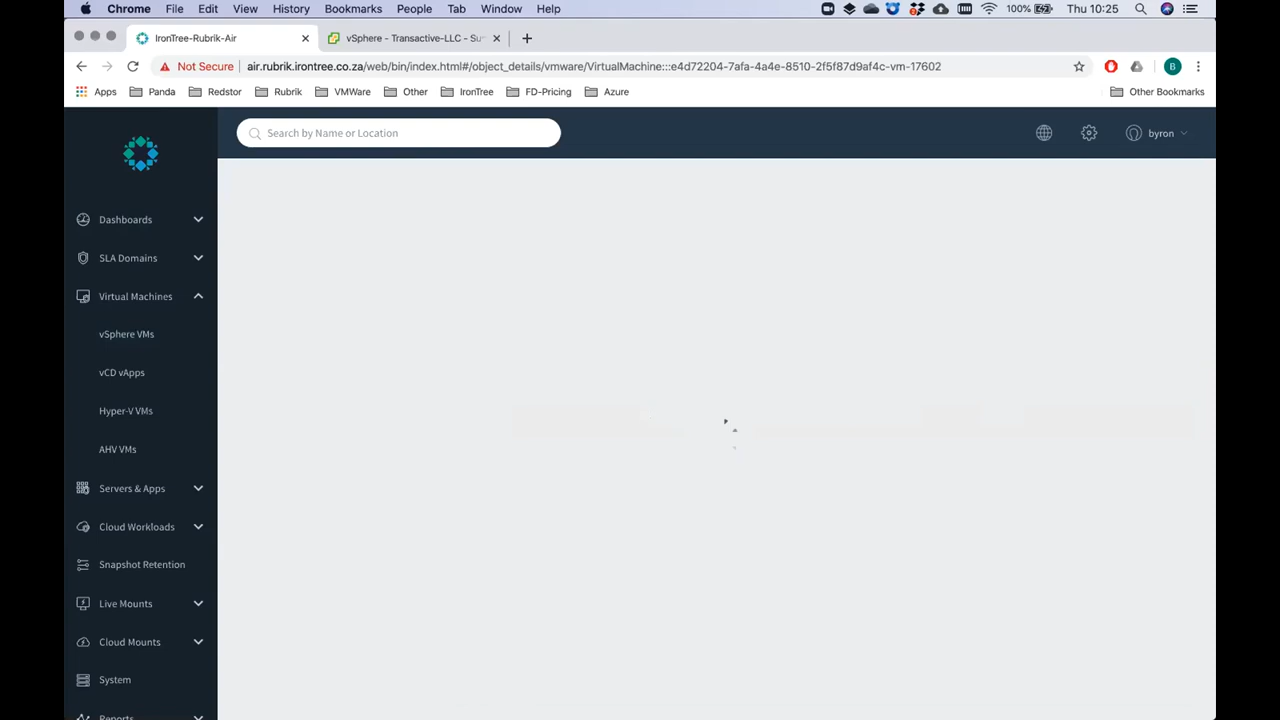 Chrome File Edit View History Bookmarks People Tab Window Help 100% Thu 10:25
IronTree-Rubrik-Air vSphere - Transactive-LLC - Su
Not Secure air.rubrik.irontree.co.za/web/bin/index.html#/object_details/vmware/VirtualMachine:::e4d72204-7afa-4a4e-8510-2f5f87d9af4c-vm-17602 B
Apps Panda Redstor Rubrik VMWare Other IronTree FD-Pricing Azure Other Bookmarks
Search by Name or Location byron
Dashboards
SLA Domains
Virtual Machines
vSphere VMs
vCD vApps
Hyper-V VMs
AHV VMs
Servers & Apps
Cloud Workloads
Snapshot Retention
Live Mounts
Cloud Mounts
System
Reports